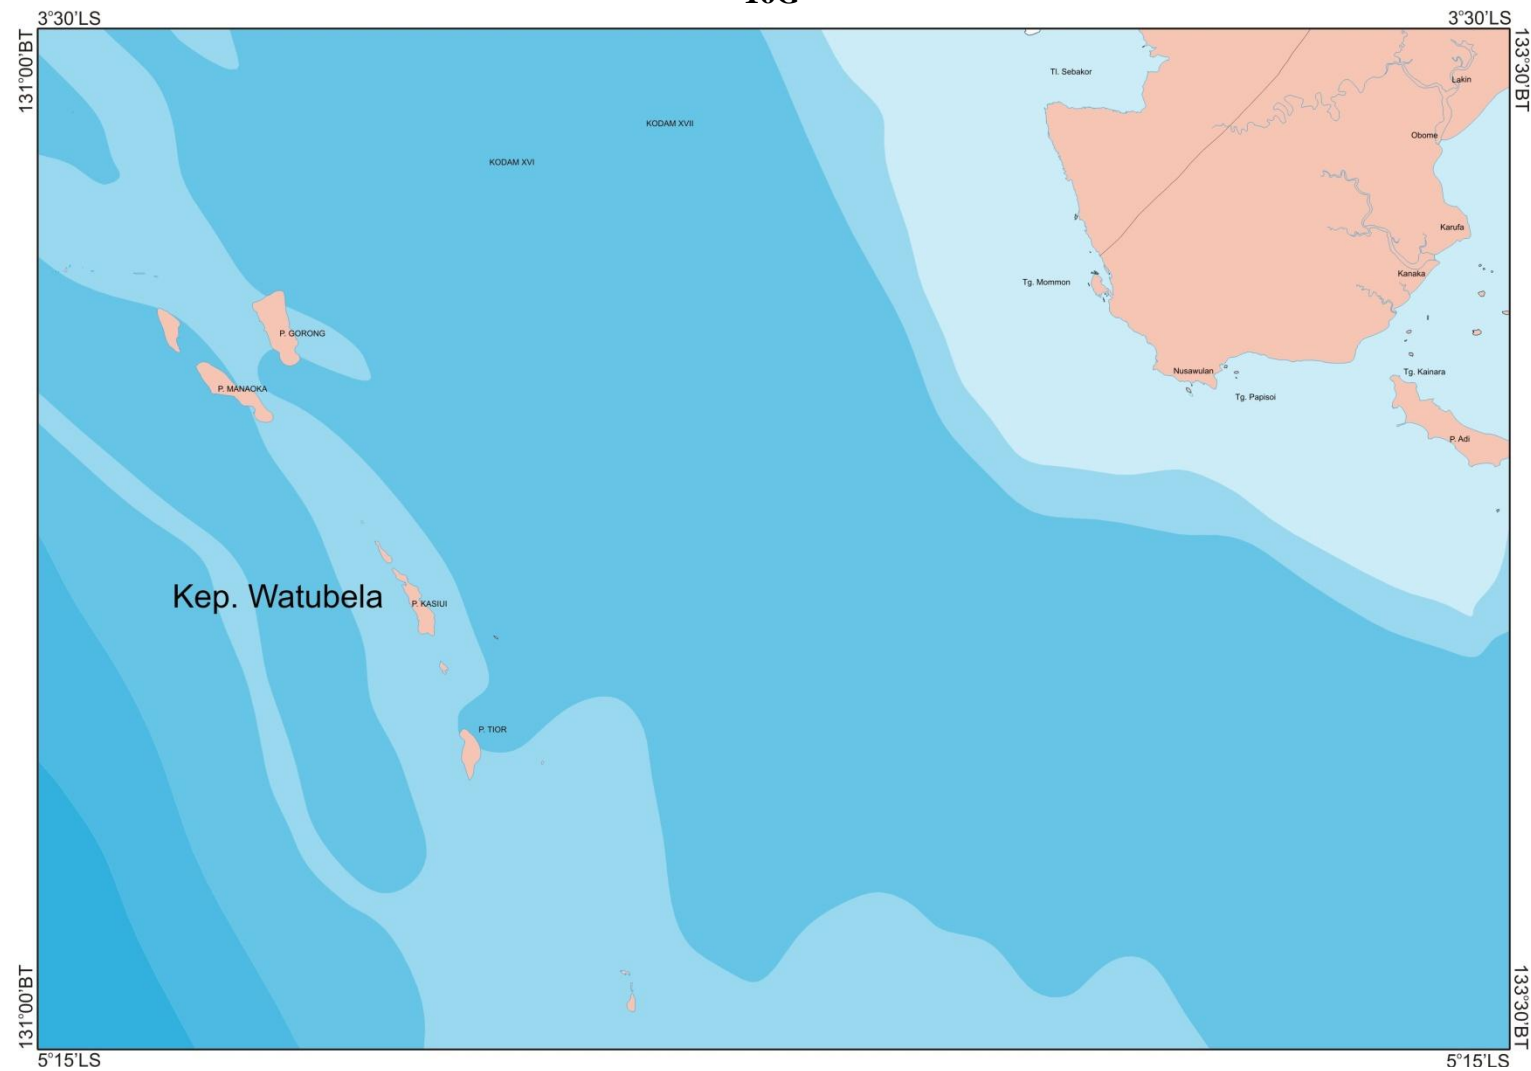 16G
3°30'LS
3°30'LS
131°00'BT
133°30'BT
Tl. Sebakor
Lakin
KODAM XVII
Obome
KODAM XVI
Karufa
Kanaka
Tg. Mommon
P. GORONG
Nusawulan
Tg. Kainara
P. MANAOKA
Tg. Papisoi
P. Adi
Kep. Watubela
P. KASIUI
P. TIOR
131°00'BT
133°30'BT
5°15'LS
5°15'LS